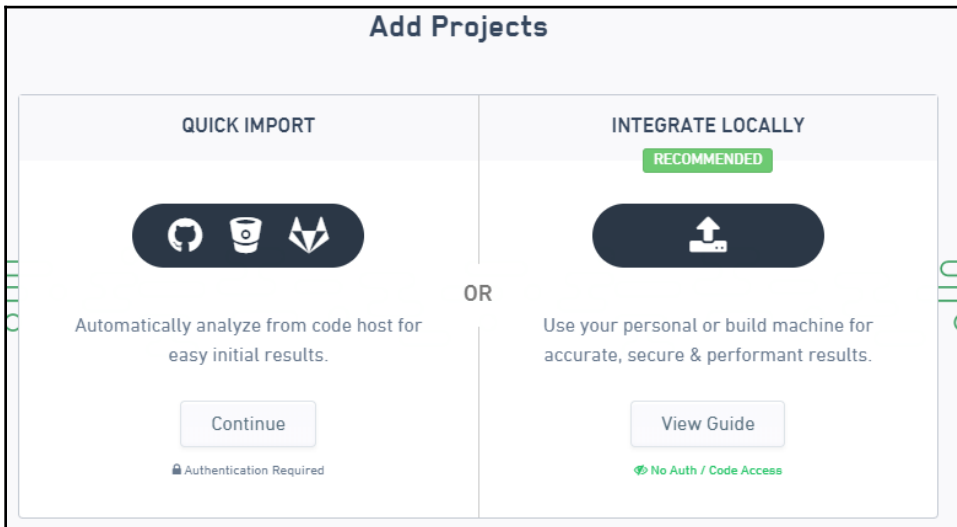 Add Projects
QUICK IMPORT
Automatically analyze from code host for
easy initial results.
Continue
Authentication Required
OR
INTEGRATE LOCALLY
RECOMMENDED
Use your personal or build machine for
accurate, secure & performant results.
View Guide
No Auth / Code Access